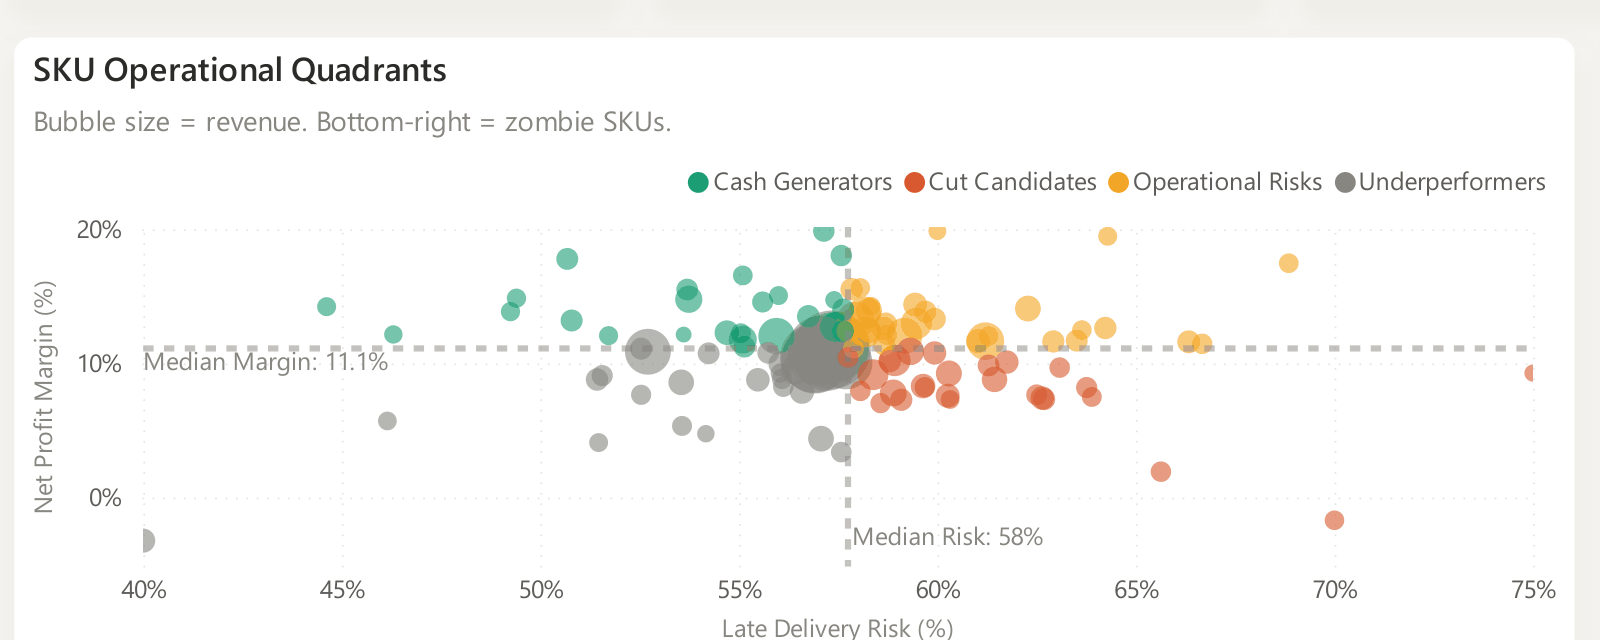 SKU Operational Quadrants
Bubble size = revenue. Bottom-right = zombie SKUs.
Cash Generators Cut Candidates Operational Risks Underperformers
20%
10%
0%
Net Profit Margin (%)
Median Margin: 11.1%
Median Risk: 58%
40% 45% 50% 55% 60% 65% 70% 75%
Late Delivery Risk (%)